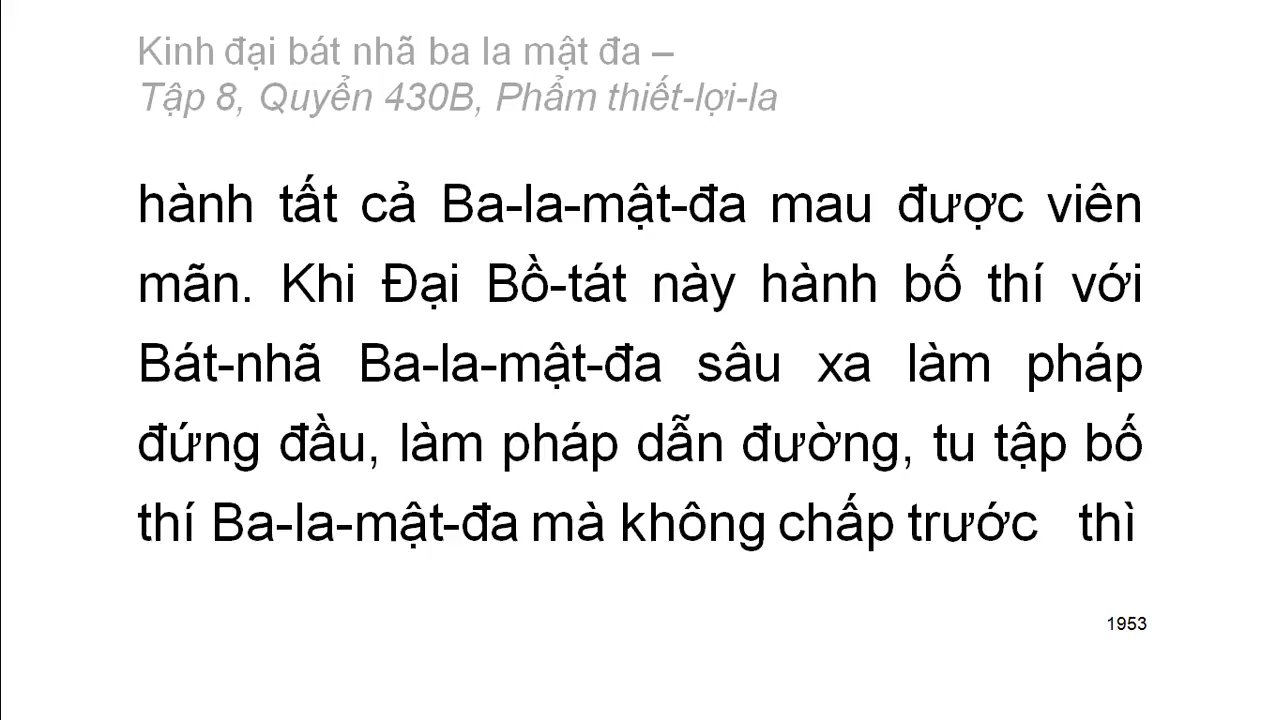 Kinh đại bát nhã ba la mật đa –
Tập 8, Quyển 430B, Phẩm thiết-lợi-la
hành tất cả Ba-la-mật-đa mau được viên
mãn. Khi Đại Bồ-tát này hành bố thí với
Bát-nhã Ba-la-mật-đa sâu xa làm pháp
đứng đầu, làm pháp dẫn đường, tu tập bố
thí Ba-la-mật-đa mà không chấp trước thì
1953